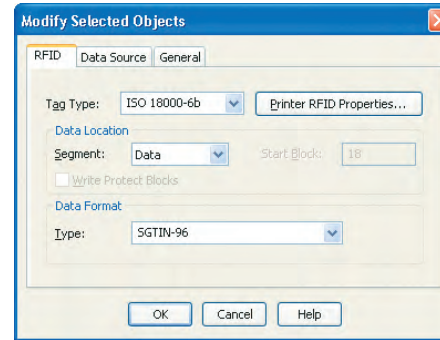 Modify Selected Objects
RFID Data Source General
Tag Type: ISO 18000-6b Printer RFID Properties...
Data Location
Segment: Data Start Block: 18
Write Protect Blocks
Data Format
Type: SGTIN-96
OK Cancel Help